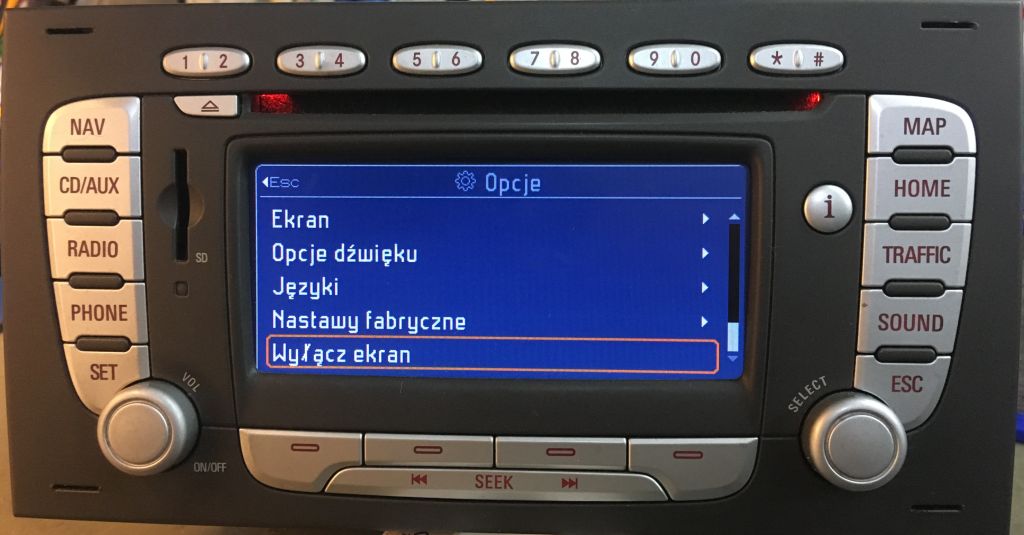 1 2 3 4 5 6 7 8 9 0 * #
NAV
CD/AUX
RADIO
PHONE
SET
SD
VOL
ON/OFF
Esc Opcje
Ekran
Opcje dźwięku
Języki
Nastawy fabryczne
Wyłącz ekran
i
MAP
HOME
TRAFFIC
SOUND
ESC
SELECT
SEEK